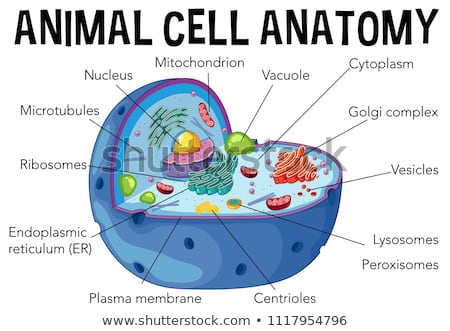 ANIMAL CELL ANATOMY
Mitochondrion
Nucleus
Vacuole
Cytoplasm
Microtubules
Golgi complex
Ribosomes
Vesicles
Endoplasmic
reticulum (ER)
Lysosomes
Peroxisomes
Plasma membrane
Centrioles
shutterstock
www.shutterstock.com · 1117954796